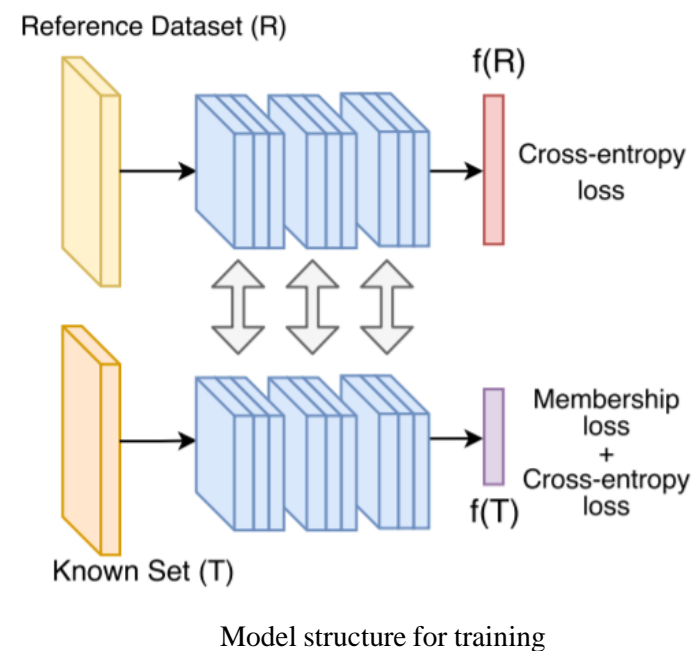 Reference Dataset (R)
f(R)
Cross-entropy
loss
Membership
loss
+
Cross-entropy
loss
f(T)
Known Set (T)
Model structure for training